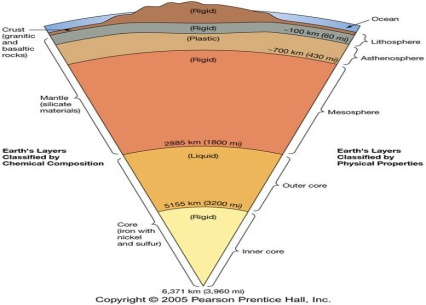 (Rigid)
Ocean
Crust
(granitic
and
basaltic
rocks)
(Rigid)
~100 km (60 mi)
Lithosphere
(Plastic)
~700 km (430 mi)
Asthenosphere
(Rigid)
Mantle
(silicate
materials)
Mesosphere
2885 km (1800 mi)
Earth's Layers
Classified by
Chemical Composition
(Liquid)
Earth's Layers
Classified by
Physical Properties
Outer core
5155 km (3200 mi)
(Rigid)
Core
(iron with
nickel
and sulfur)
Inner core
6,371 km (3,960 mi)
Copyright © 2005 Pearson Prentice Hall, Inc.